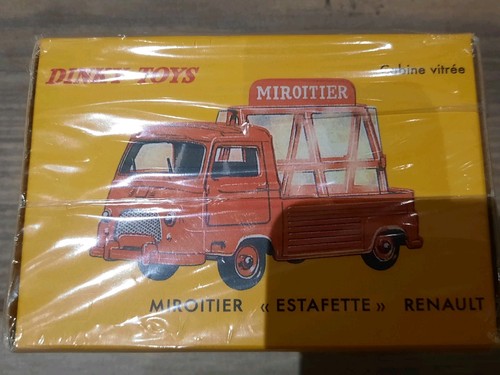 DINKY TOYS
Cabine vitrée
MIROITIER
MIROITIER « ESTAFETTE » RENAULT